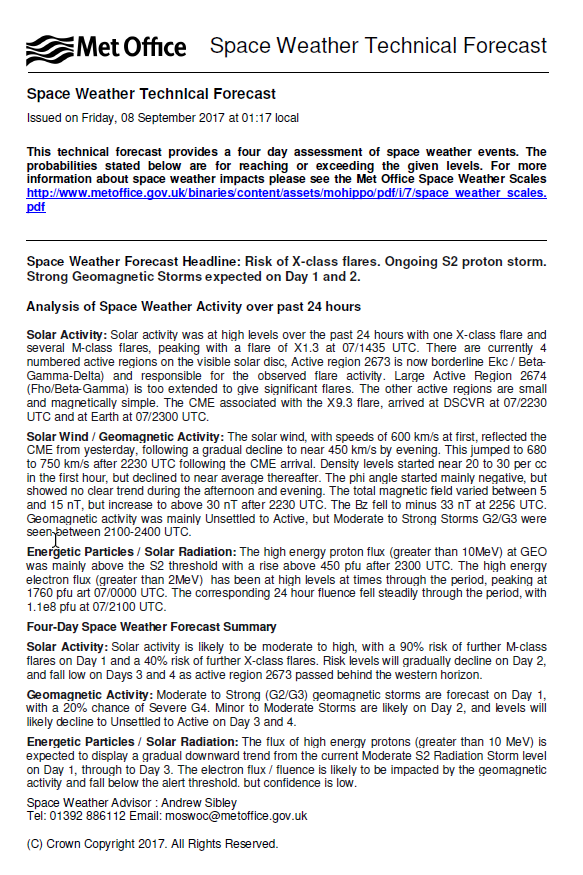 Met Office Space Weather Technical Forecast
Space Weather Technical Forecast
Issued on Friday, 08 September 2017 at 01:17 local
This technical forecast provides a four day assessment of space weather events. The
probabilities stated below are for reaching or exceeding the given levels. For more
information about space weather impacts please see the Met Office Space Weather Scales
http://www.metoffice.gov.uk/binaries/content/assets/mohippo/pdf/i/7/space_weather_scales.
pdf
Space Weather Forecast Headline: Risk of X-class flares. Ongoing S2 proton storm.
Strong Geomagnetic Storms expected on Day 1 and 2.
Analysis of Space Weather Activity over past 24 hours
Solar Activity: Solar activity was at high levels over the past 24 hours with one X-class flare and
several M-class flares, peaking with a flare of X1.3 at 07/1435 UTC. There are currently 4
numbered active regions on the visible solar disc, Active region 2673 is now borderline Ekc / Beta-
Gamma-Delta) and responsible for the observed flare activity. Large Active Region 2674
(Fho/Beta-Gamma) is too extended to give significant flares. The other active regions are small
and magnetically simple. The CME associated with the X9.3 flare, arrived at DSCVR at 07/2230
UTC and at Earth at 07/2300 UTC.
Solar Wind / Geomagnetic Activity: The solar wind, with speeds of 600 km/s at first, reflected the
CME from yesterday, following a gradual decline to near 450 km/s by evening. This jumped to 680
to 750 km/s after 2230 UTC following the CME arrival. Density levels started near 20 to 30 per cc
in the first hour, but declined to near average thereafter. The phi angle started mainly negative, but
showed no clear trend during the afternoon and evening. The total magnetic field varied between 5
and 15 nT, but increase to above 30 nT after 2230 UTC. The Bz fell to minus 33 nT at 2256 UTC.
Geomagnetic activity was mainly Unsettled to Active, but Moderate to Strong Storms G2/G3 were
seen between 2100-2400 UTC.
Energetic Particles / Solar Radiation: The high energy proton flux (greater than 10MeV) at GEO
was mainly above the S2 threshold with a rise above 450 pfu after 2300 UTC. The high energy
electron flux (greater than 2MeV) has been at high levels at times through the period, peaking at
1760 pfu art 07/0000 UTC. The corresponding 24 hour fluence fell steadily through the period, with
1.1e8 pfu at 07/2100 UTC.
Four-Day Space Weather Forecast Summary
Solar Activity: Solar activity is likely to be moderate to high, with a 90% risk of further M-class
flares on Day 1 and a 40% risk of further X-class flares. Risk levels will gradually decline on Day 2,
and fall low on Days 3 and 4 as active region 2673 passed behind the western horizon.
Geomagnetic Activity: Moderate to Strong (G2/G3) geomagnetic storms are forecast on Day 1,
with a 20% chance of Severe G4. Minor to Moderate Storms are likely on Day 2, and levels will
likely decline to Unsettled to Active on Day 3 and 4.
Energetic Particles / Solar Radiation: The flux of high energy protons (greater than 10 MeV) is
expected to display a gradual downward trend from the current Moderate S2 Radiation Storm level
on Day 1, through to Day 3. The electron flux / fluence is likely to be impacted by the geomagnetic
activity and fall below the alert threshold. but confidence is low.
Space Weather Advisor : Andrew Sibley
Tel: 01392 886112 Email: moswoc@metoffice.gov.uk
(C) Crown Copyright 2017. All Rights Reserved.